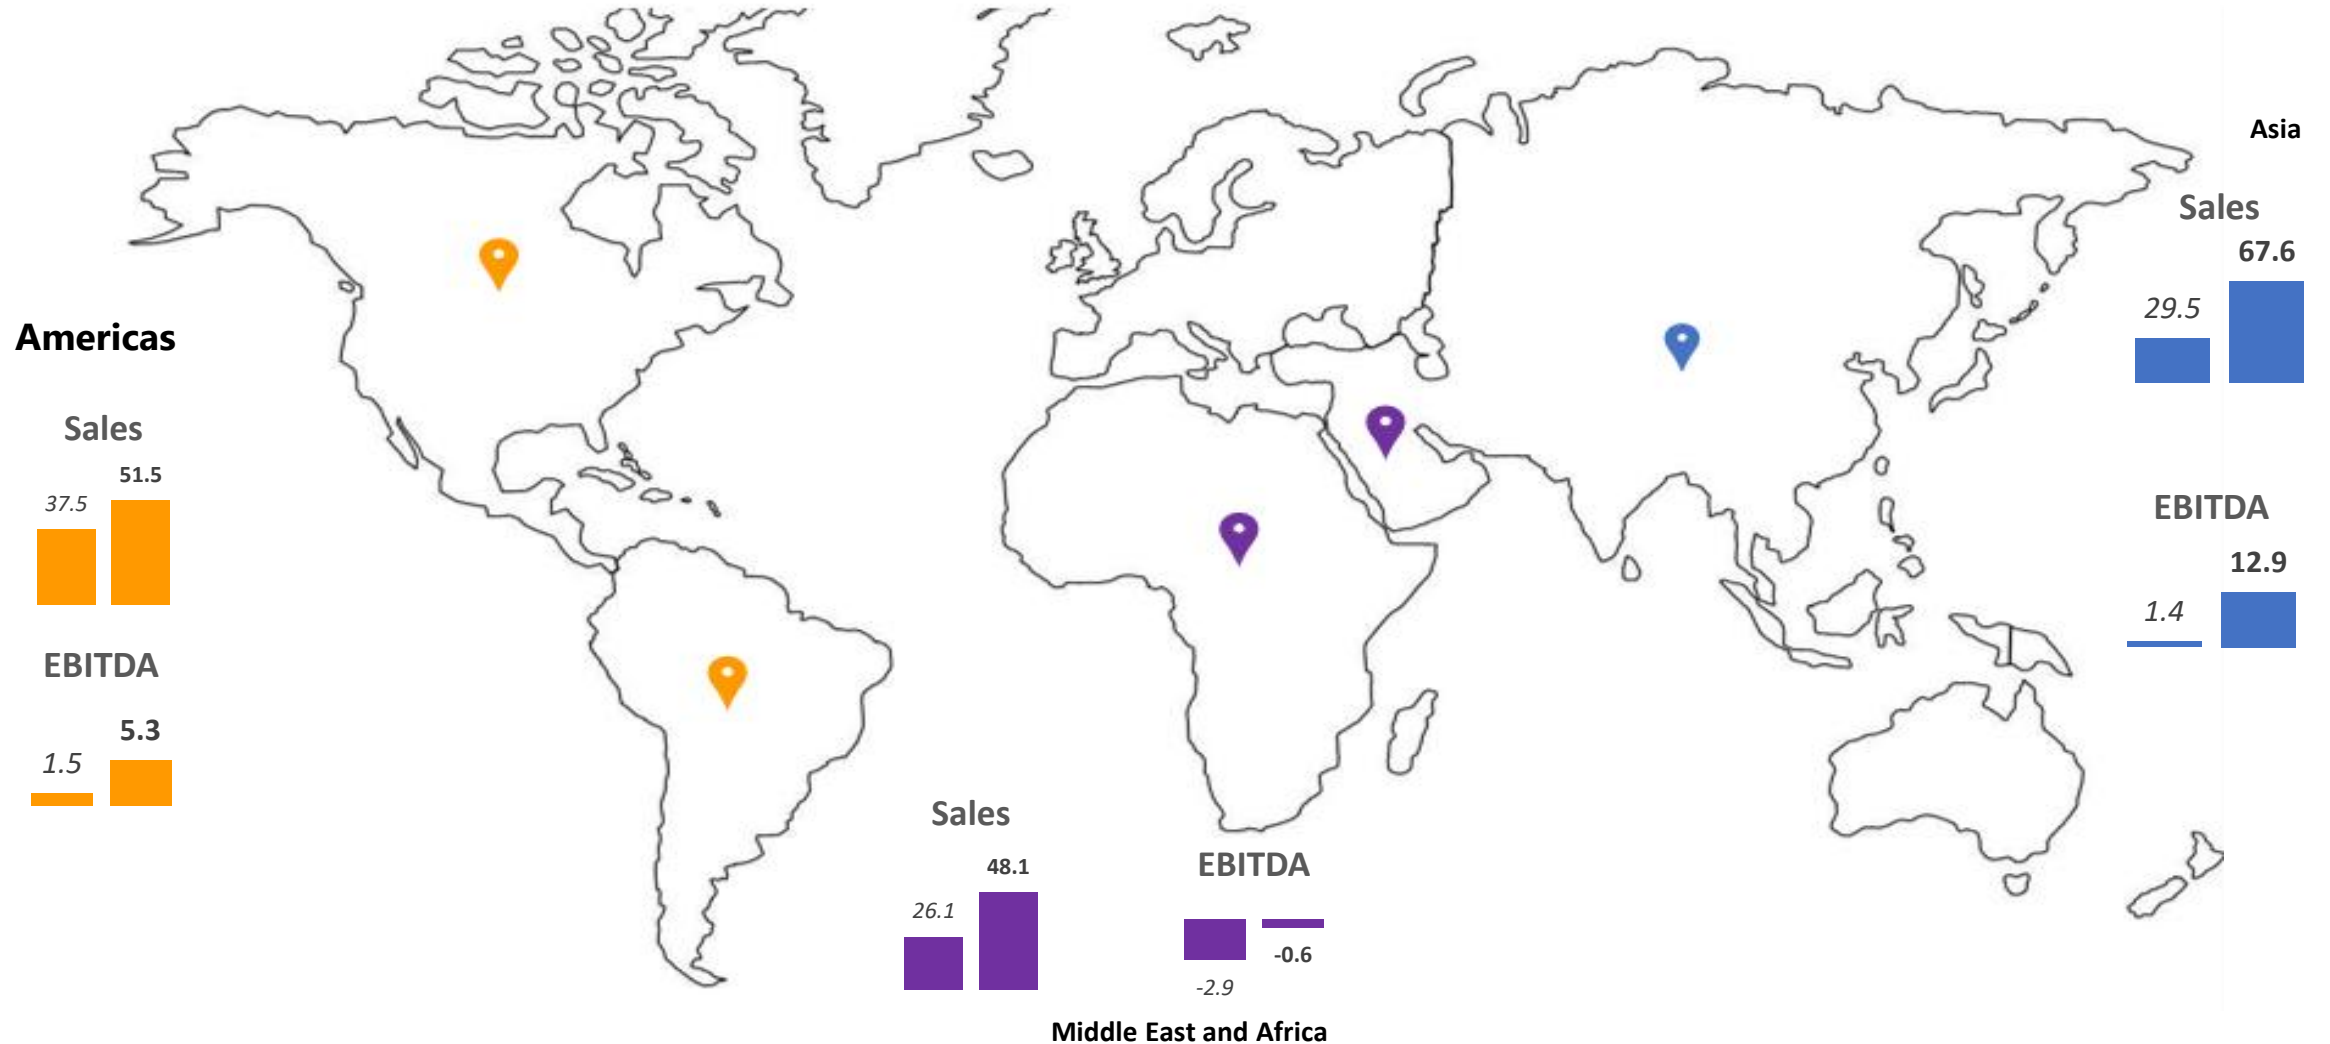 Americas
Sales
37.5
51.5
EBITDA
1.5
5.3
Sales
26.1
48.1
EBITDA
-2.9
-0.6
Middle East and Africa
Asia
Sales
29.5
67.6
EBITDA
1.4
12.9